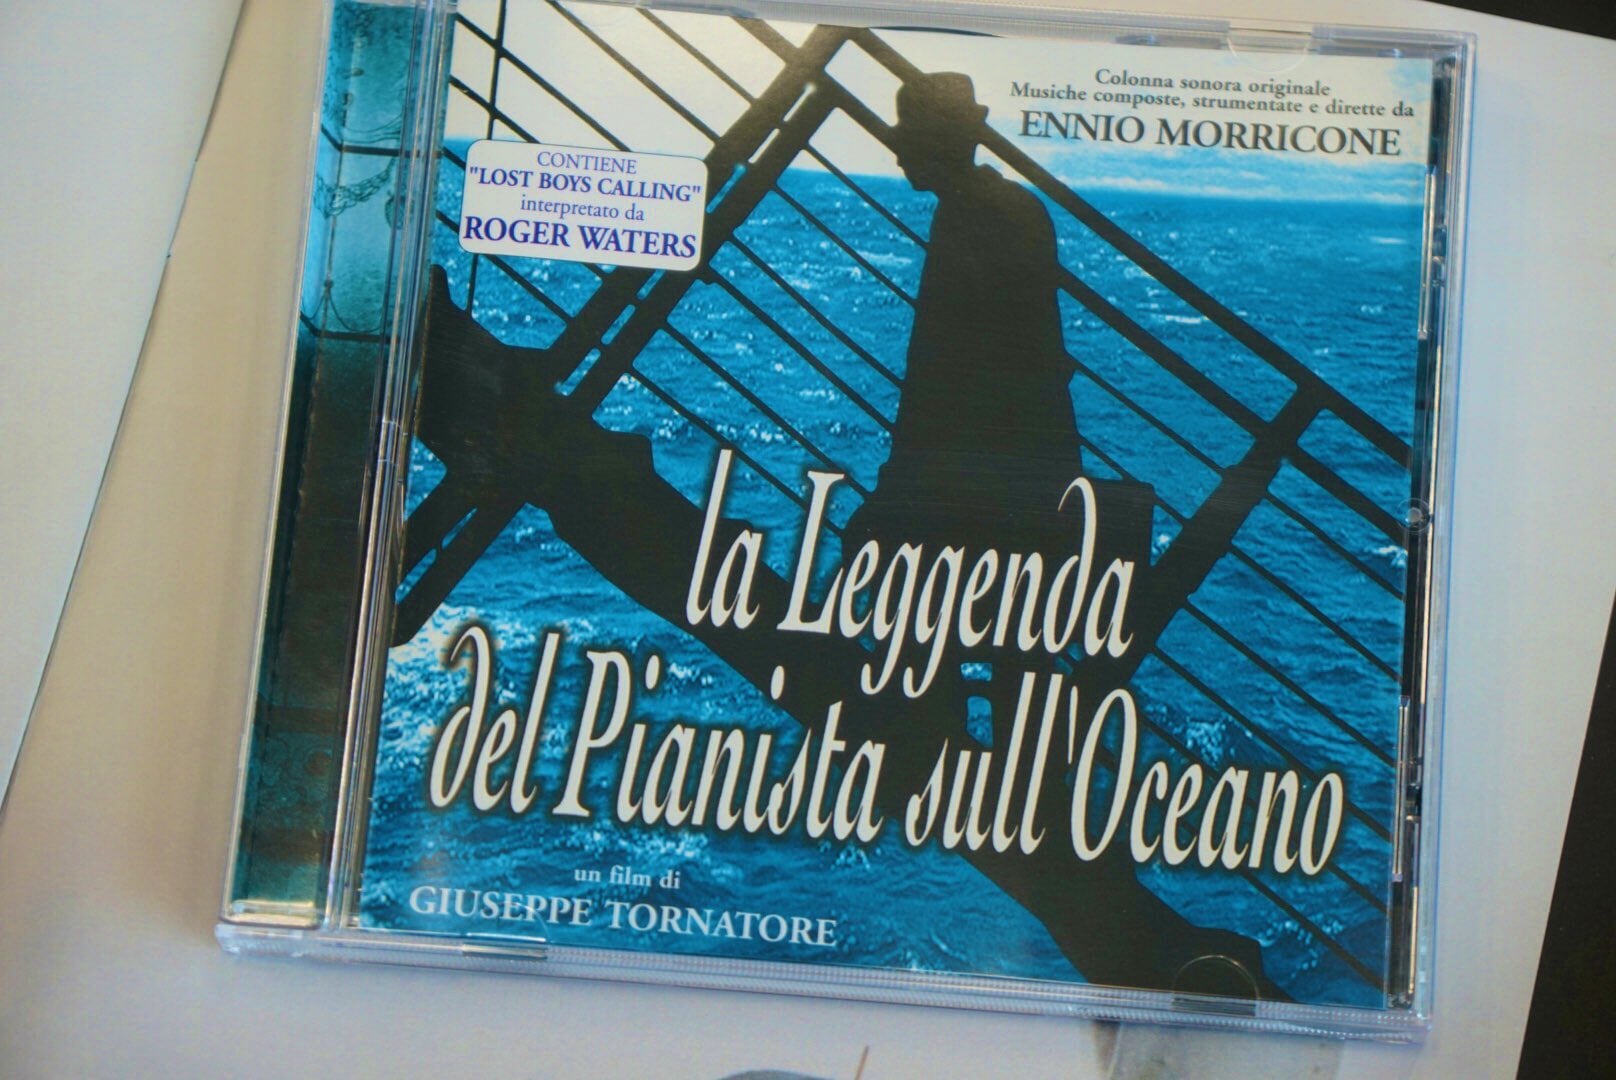 Colonna sonora originale
Musiche composte, strumentate e dirette da
ENNIO MORRICONE
CONTIENE
"LOST BOYS CALLING"
interpretato da
ROGER WATERS
la Leggenda
del Pianista sull'Oceano
un film di
GIUSEPPE TORNATORE